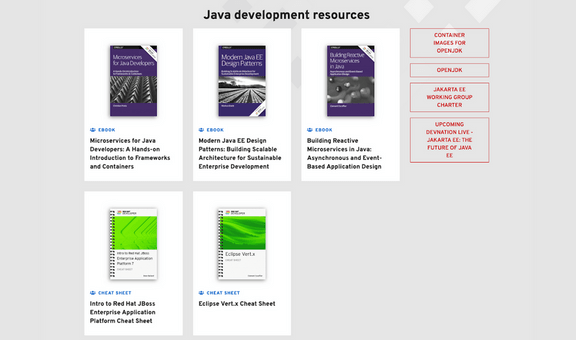 Java development resources
Microservices
for Java Developers
Modern Java EE
Design Patterns
Building Reactive
Microservices
in Java
EBOOK
Microservices for Java
Developers: A Hands-on
Introduction to Frameworks
and Containers
EBOOK
Modern Java EE Design
Patterns: Building Scalable
Architecture for Sustainable
Enterprise Development
EBOOK
Building Reactive
Microservices in Java:
Asynchronous and Event-
Based Application Design
CONTAINER
IMAGES FOR
OPENJDK
OPENJDK
JAKARTA EE
WORKING GROUP
CHARTER
UPCOMING
DEVNATION LIVE -
JAKARTA EE: THE
FUTURE OF JAVA
EE
Intro to Red Hat JBoss
Enterprise Application
Platform 7
Eclipse Vert.x
CHEAT SHEET
Intro to Red Hat JBoss
Enterprise Application
Platform Cheat Sheet
CHEAT SHEET
Eclipse Vert.x Cheat Sheet